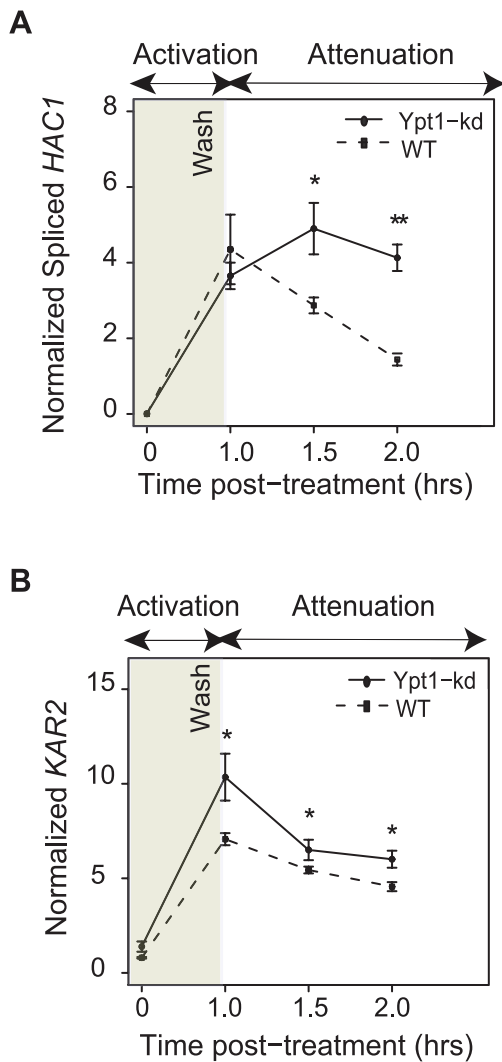 A
Activation Attenuation
Normalized Spliced HAC1
8
6
4
2
0
Wash
Ypt1-kd
WT
*
**
0 1.0 1.5 2.0
Time post-treatment (hrs)
B
Activation Attenuation
Normalized KAR2
15
10
5
0
Wash
Ypt1-kd
WT
*
*
*
0 1.0 1.5 2.0
Time post-treatment (hrs)